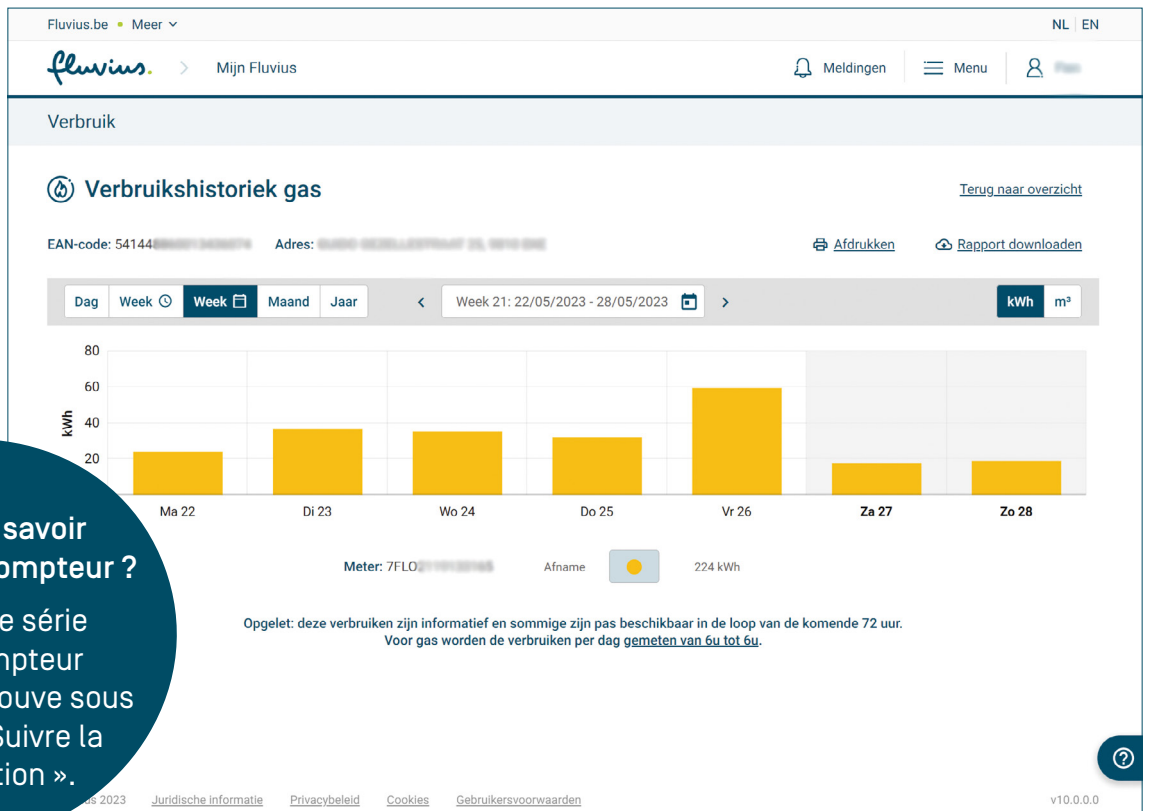 Fluvius.be • Meer
NL EN
fluvius. > Mijn Fluvius
Meldingen Menu
Verbruik
Verbruikshistoriek gas
Terug naar overzicht
EAN-code: 54144 Adres:
Afdrukken Rapport downloaden
Dag Week Week Maand Jaar < Week 21: 22/05/2023 - 28/05/2023 > kWh m³
80
60
40
20
kWh
Ma 22 Di 23 Wo 24 Do 25 Vr 26 Za 27 Zo 28
Meter: 7FLO Afname 224 kWh
Opgelet: deze verbruiken zijn informatief en sommige zijn pas beschikbaar in de loop van de komende 72 uur.
Voor gas worden de verbruiken per dag gemeten van 6u tot 6u.
savoir
ompteur ?
e série
mpteur
ouve sous
Suivre la
tion ».
us 2023 Juridische informatie Privacybeleid Cookies Gebruikersvoorwaarden
v10.0.0.0